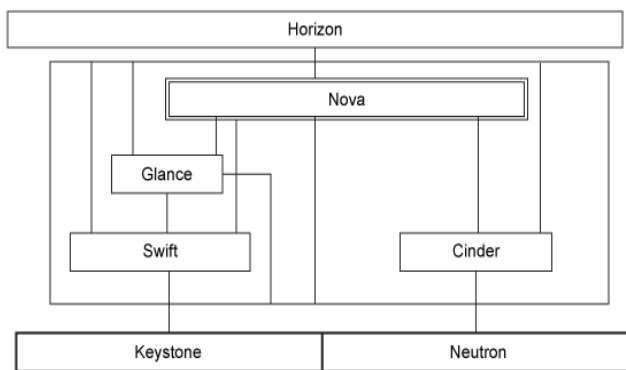 Horizon
Nova
Glance
Swift
Cinder
Keystone
Neutron